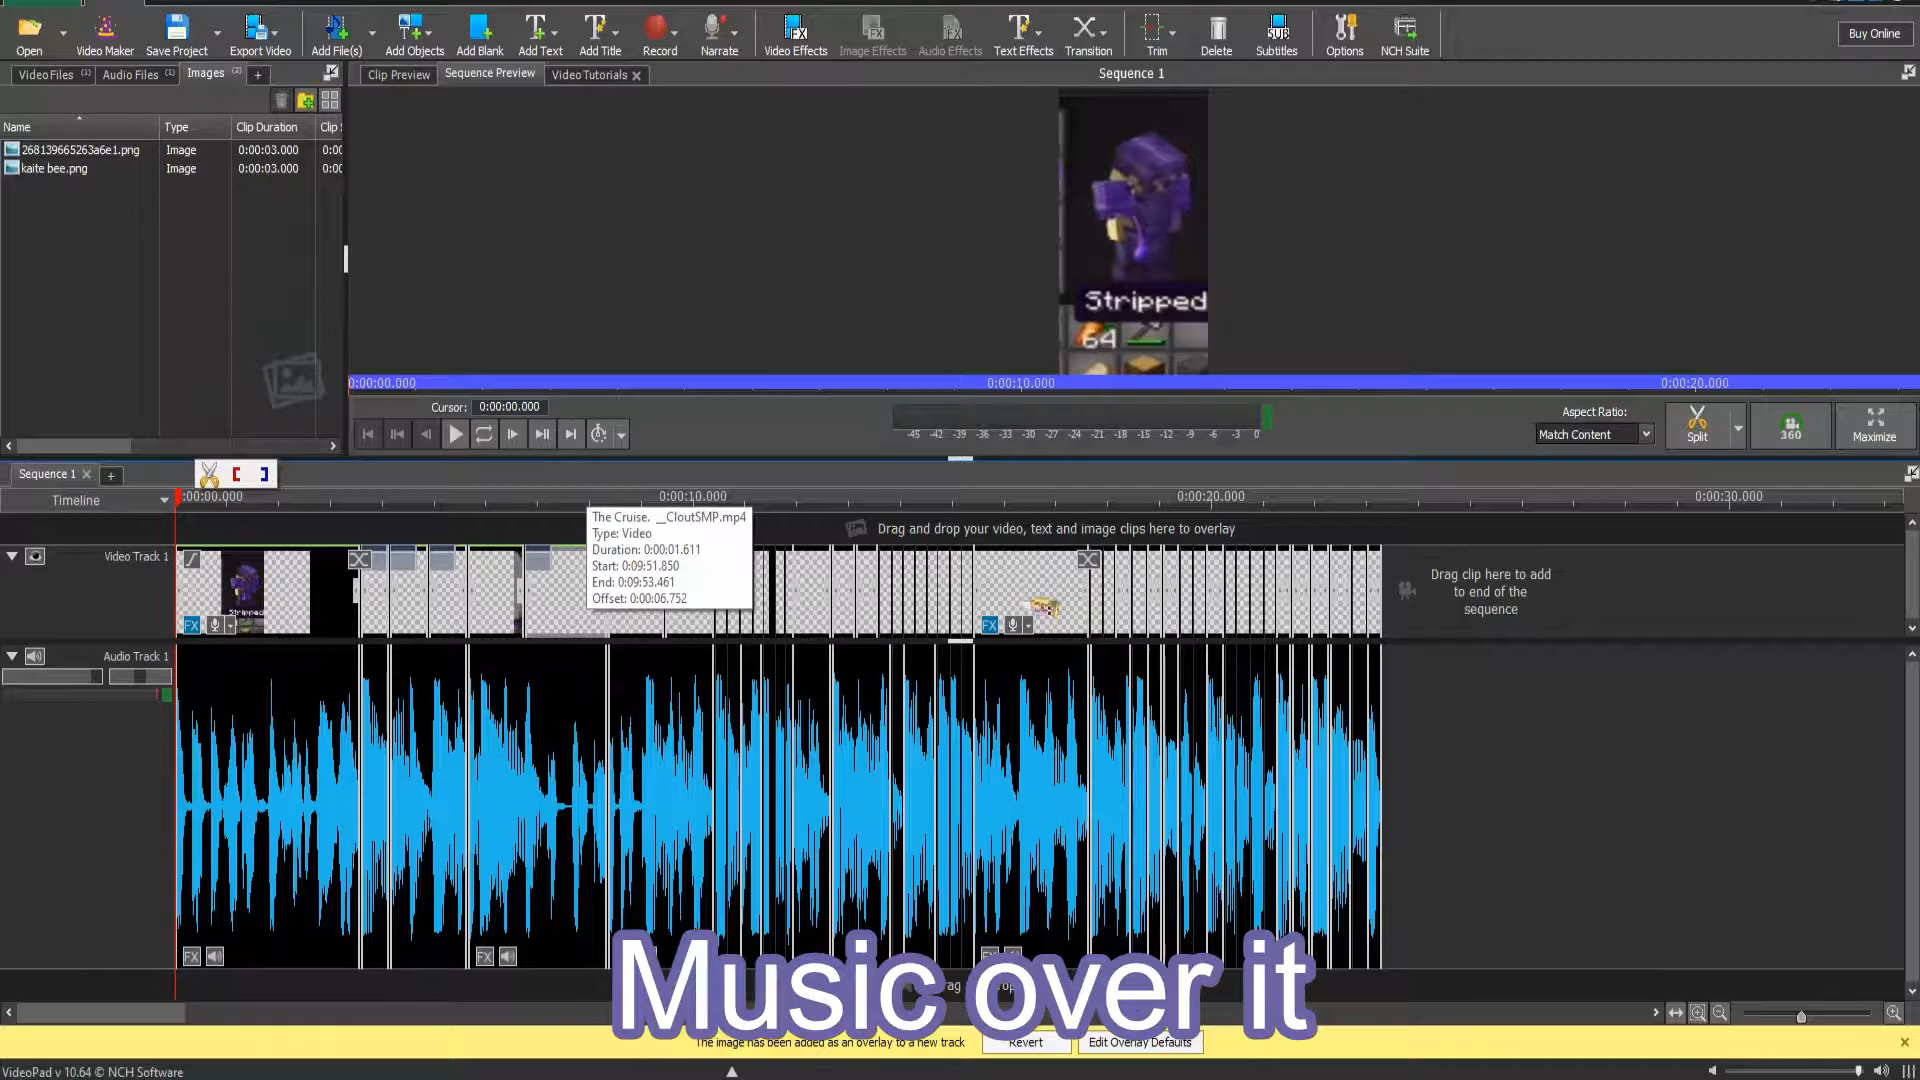 Open
Video Maker
Save Project
Export Video
Add File(s)
Add Objects
Add Blank
Add Text
Add Title
Record
Narrate
Video Effects
Image Effects
Audio Effects
Text Effects
Transition
Trim
Delete
Subtitles
Options
NCH Suite
Buy Online
Video Files (1)
Audio Files (1)
Images (2)
+
Clip Preview
Sequence Preview
Video Tutorials
Sequence 1
Name
Type
Clip Duration
Clip
268139665263a6e1.png
Image
0:00:03.000
0:00
kaite bee.png
Image
0:00:03.000
0:00
Stripped
64
0:00:00.000
0:00:10.000
0:00:20.000
Cursor:
0:00:00.000
-45 -42 -39 -36 -33 -30 -27 -24 -21 -18 -15 -12 -9 -6 -3 0
Aspect Ratio:
Match Content
Split
360
Maximize
Sequence 1
+
Timeline
:00:00.000
0:00:10.000
0:00:20.000
0:00:30.000
The Cruise. __CloutSMP.mp4
Type: Video
Duration: 0:00:01.611
Start: 0:09:51.850
End: 0:09:53.461
Offset: 0:00:06.752
Drag and drop your video, text and image clips here to overlay
Video Track 1
Stripped
FX
FX
Drag clip here to add
to end of the
sequence
Audio Track 1
FX
FX
Music over it
The image has been added as an overlay to a new track
Revert
Edit Overlay Defaults
VideoPad v 10.64 © NCH Software